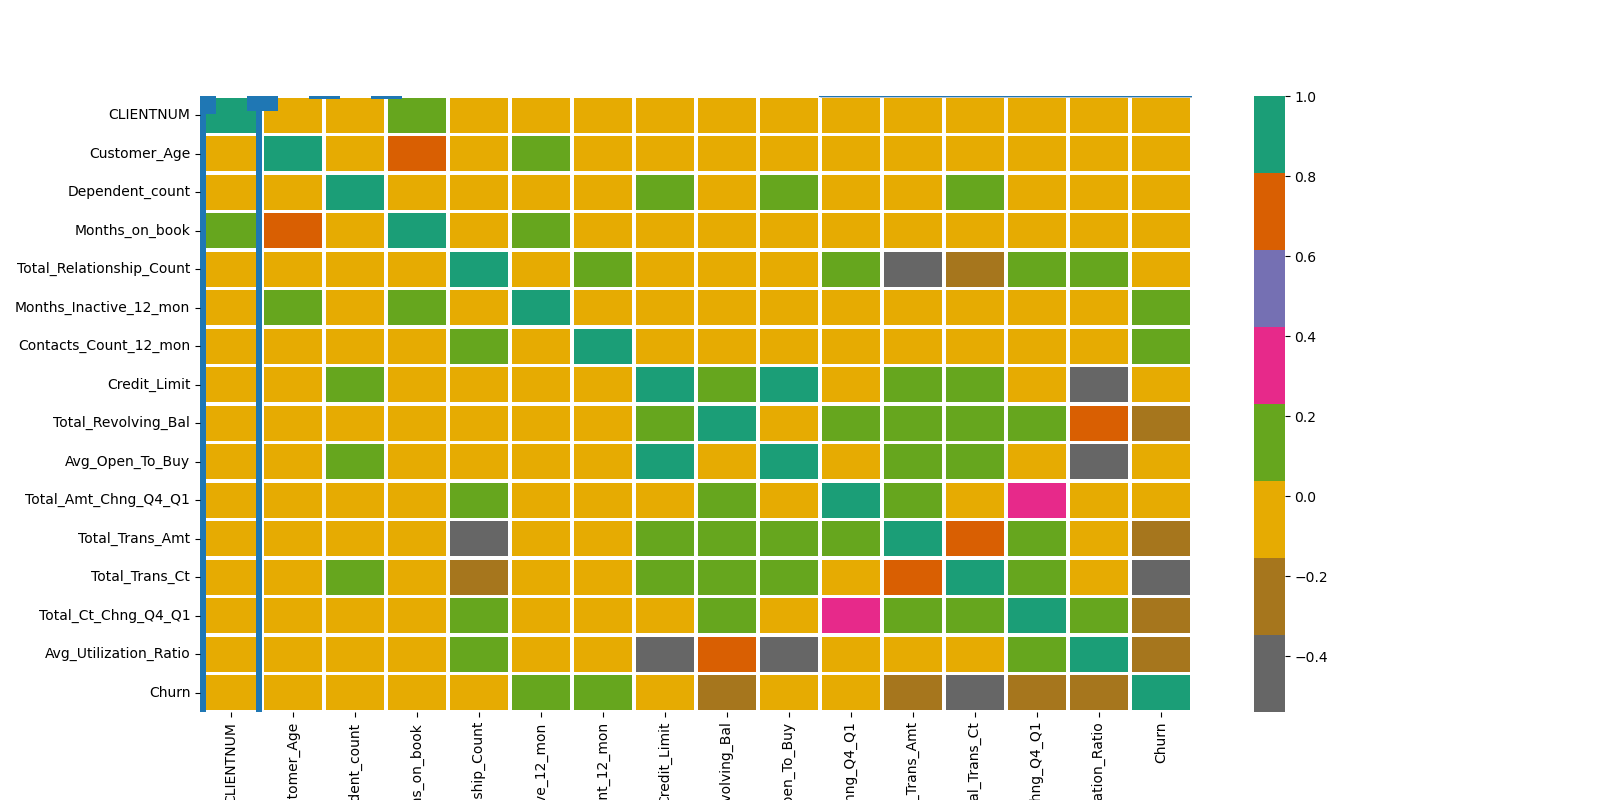 CLIENTNUM
Customer_Age
Dependent_count
Months_on_book
Total_Relationship_Count
Months_Inactive_12_mon
Contacts_Count_12_mon
Credit_Limit
Total_Revolving_Bal
Avg_Open_To_Buy
Total_Amt_Chng_Q4_Q1
Total_Trans_Amt
Total_Trans_Ct
Total_Ct_Chng_Q4_Q1
Avg_Utilization_Ratio
Churn
CLIENTNUM
tomer_Age
dent_count
ns_on_book
ship_Count
ve_12_mon
nt_12_mon
Credit_Limit
volving_Bal
pen_To_Buy
hng_Q4_Q1
_Trans_Amt
al_Trans_Ct
hng_Q4_Q1
ation_Ratio
Churn
1.0
0.8
0.6
0.4
0.2
0.0
−0.2
−0.4